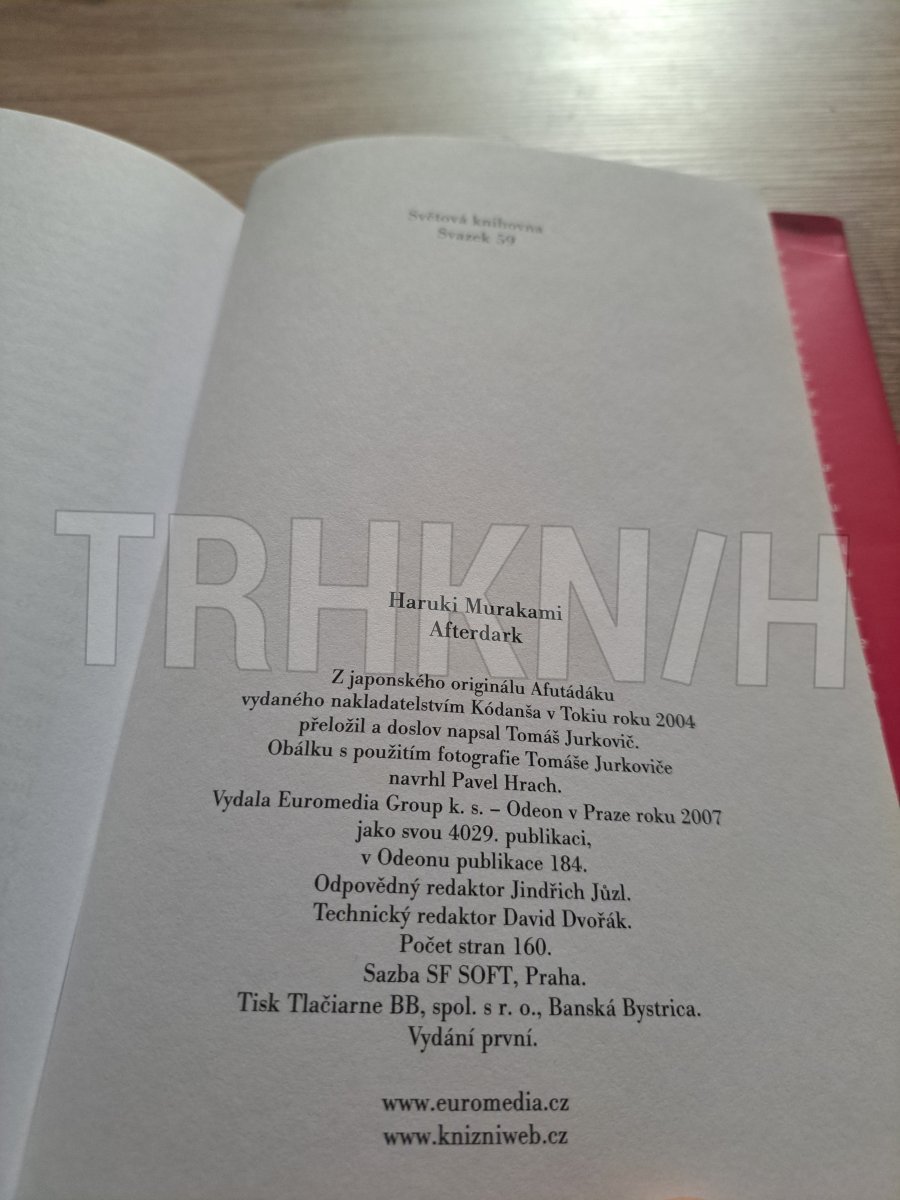 Světová knihovna
Svazek 59
TRHKN/H
Haruki Murakami
Afterdark
Z japonského originálu Afutádáku
vydaného nakladatelstvím Kódanša v Tokiu roku 2004
přeložil a doslov napsal Tomáš Jurkovič.
Obálku s použitím fotografie Tomáše Jurkoviče
navrhl Pavel Hrach.
Vydala Euromedia Group k. s. – Odeon v Praze roku 2007
jako svou 4029. publikaci,
v Odeonu publikace 184.
Odpovědný redaktor Jindřich Jůzl.
Technický redaktor David Dvořák.
Počet stran 160.
Sazba SF SOFT, Praha.
Tisk Tlačiarne BB, spol. s r. o., Banská Bystrica.
Vydání první.
www.euromedia.cz
www.knizniweb.cz